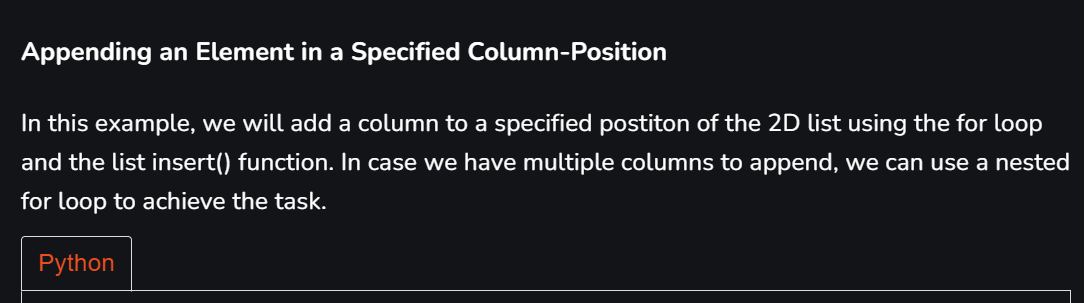 Appending an Element in a Specified Column-Position
In this example, we will add a column to a specified postiton of the 2D list using the for loop
and the list insert() function. In case we have multiple columns to append, we can use a nested
for loop to achieve the task.
Python